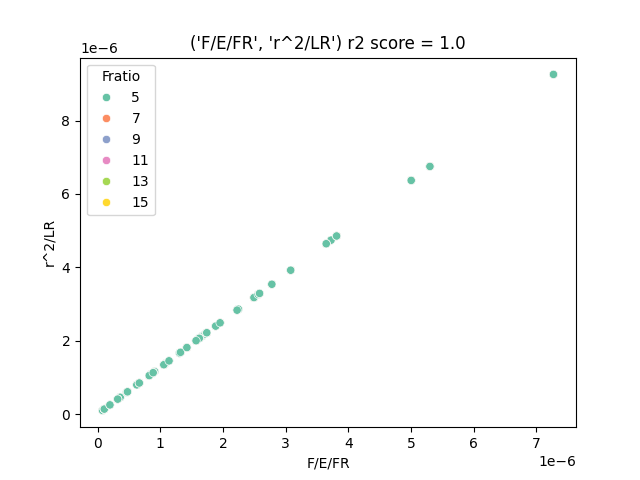 ('F/E/FR', 'r^2/LR') r2 score = 1.0
1e−6
Fratio
5
7
9
11
13
15
8
6
4
2
0
r^2/LR
0 1 2 3 4 5 6 7
F/E/FR
1e−6